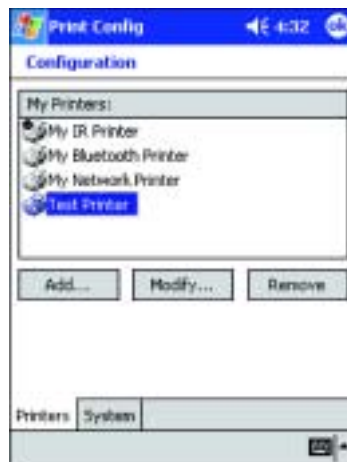 Print Config 4:32 ok
Configuration
My Printers:
My IR Printer
My Bluetooth Printer
My Network Printer
Test Printer
Add... Modify... Remove
Printers System